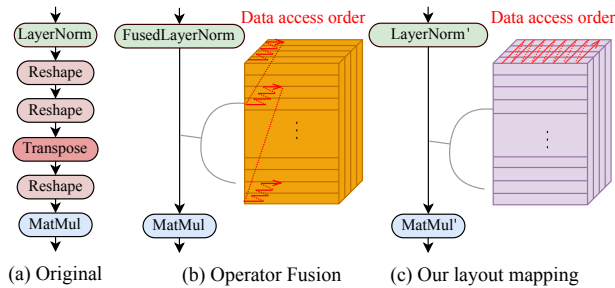 LayerNorm
Reshape
Reshape
Transpose
Reshape
MatMul
(a) Original
FusedLayerNorm
Data access order
...
MatMul
(b) Operator Fusion
LayerNorm'
Data access order
...
MatMul'
(c) Our layout mapping